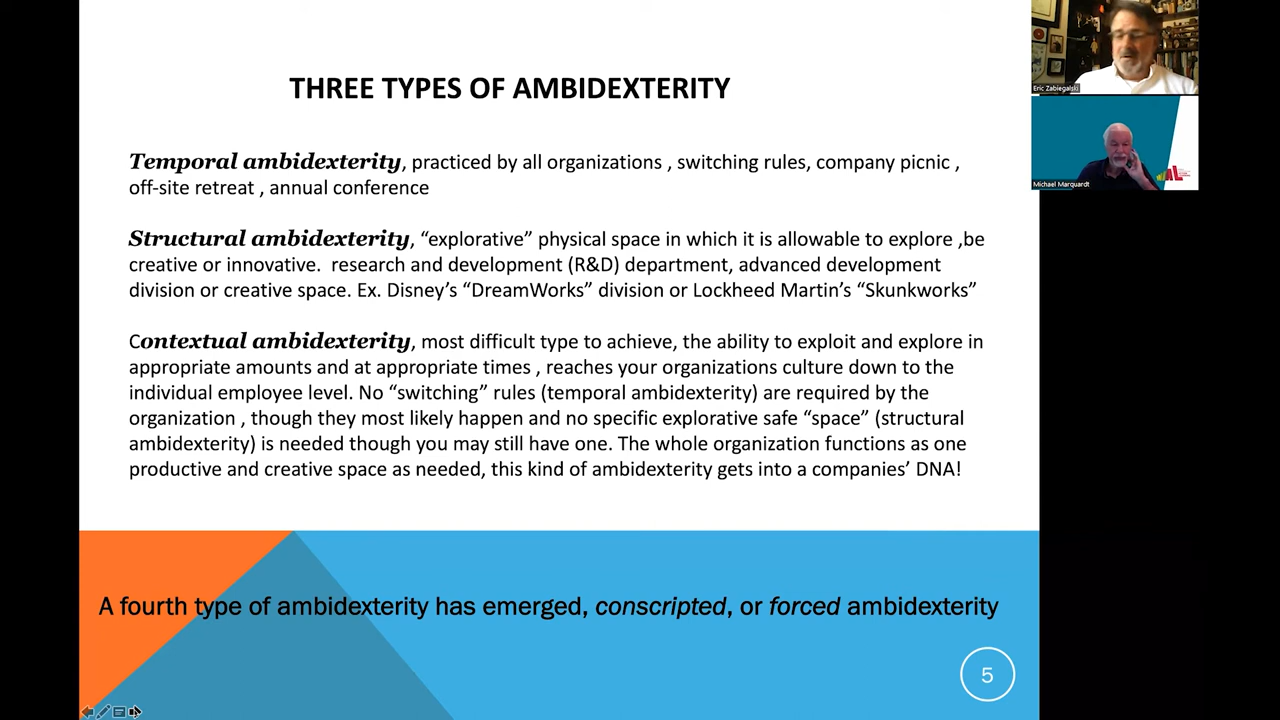 THREE TYPES OF AMBIDEXTERITY
Temporal ambidexterity, practiced by all organizations , switching rules, company picnic ,
off-site retreat , annual conference
Structural ambidexterity, “explorative” physical space in which it is allowable to explore ,be
creative or innovative. research and development (R&D) department, advanced development
division or creative space. Ex. Disney’s “DreamWorks” division or Lockheed Martin’s “Skunkworks”
Contextual ambidexterity, most difficult type to achieve, the ability to exploit and explore in
appropriate amounts and at appropriate times , reaches your organizations culture down to the
individual employee level. No “switching” rules (temporal ambidexterity) are required by the
organization , though they most likely happen and no specific explorative safe “space” (structural
ambidexterity) is needed though you may still have one. The whole organization functions as one
productive and creative space as needed, this kind of ambidexterity gets into a companies’ DNA!
A fourth type of ambidexterity has emerged, conscripted, or forced ambidexterity
5
Eric Zabiegalski
Michael Marquardt